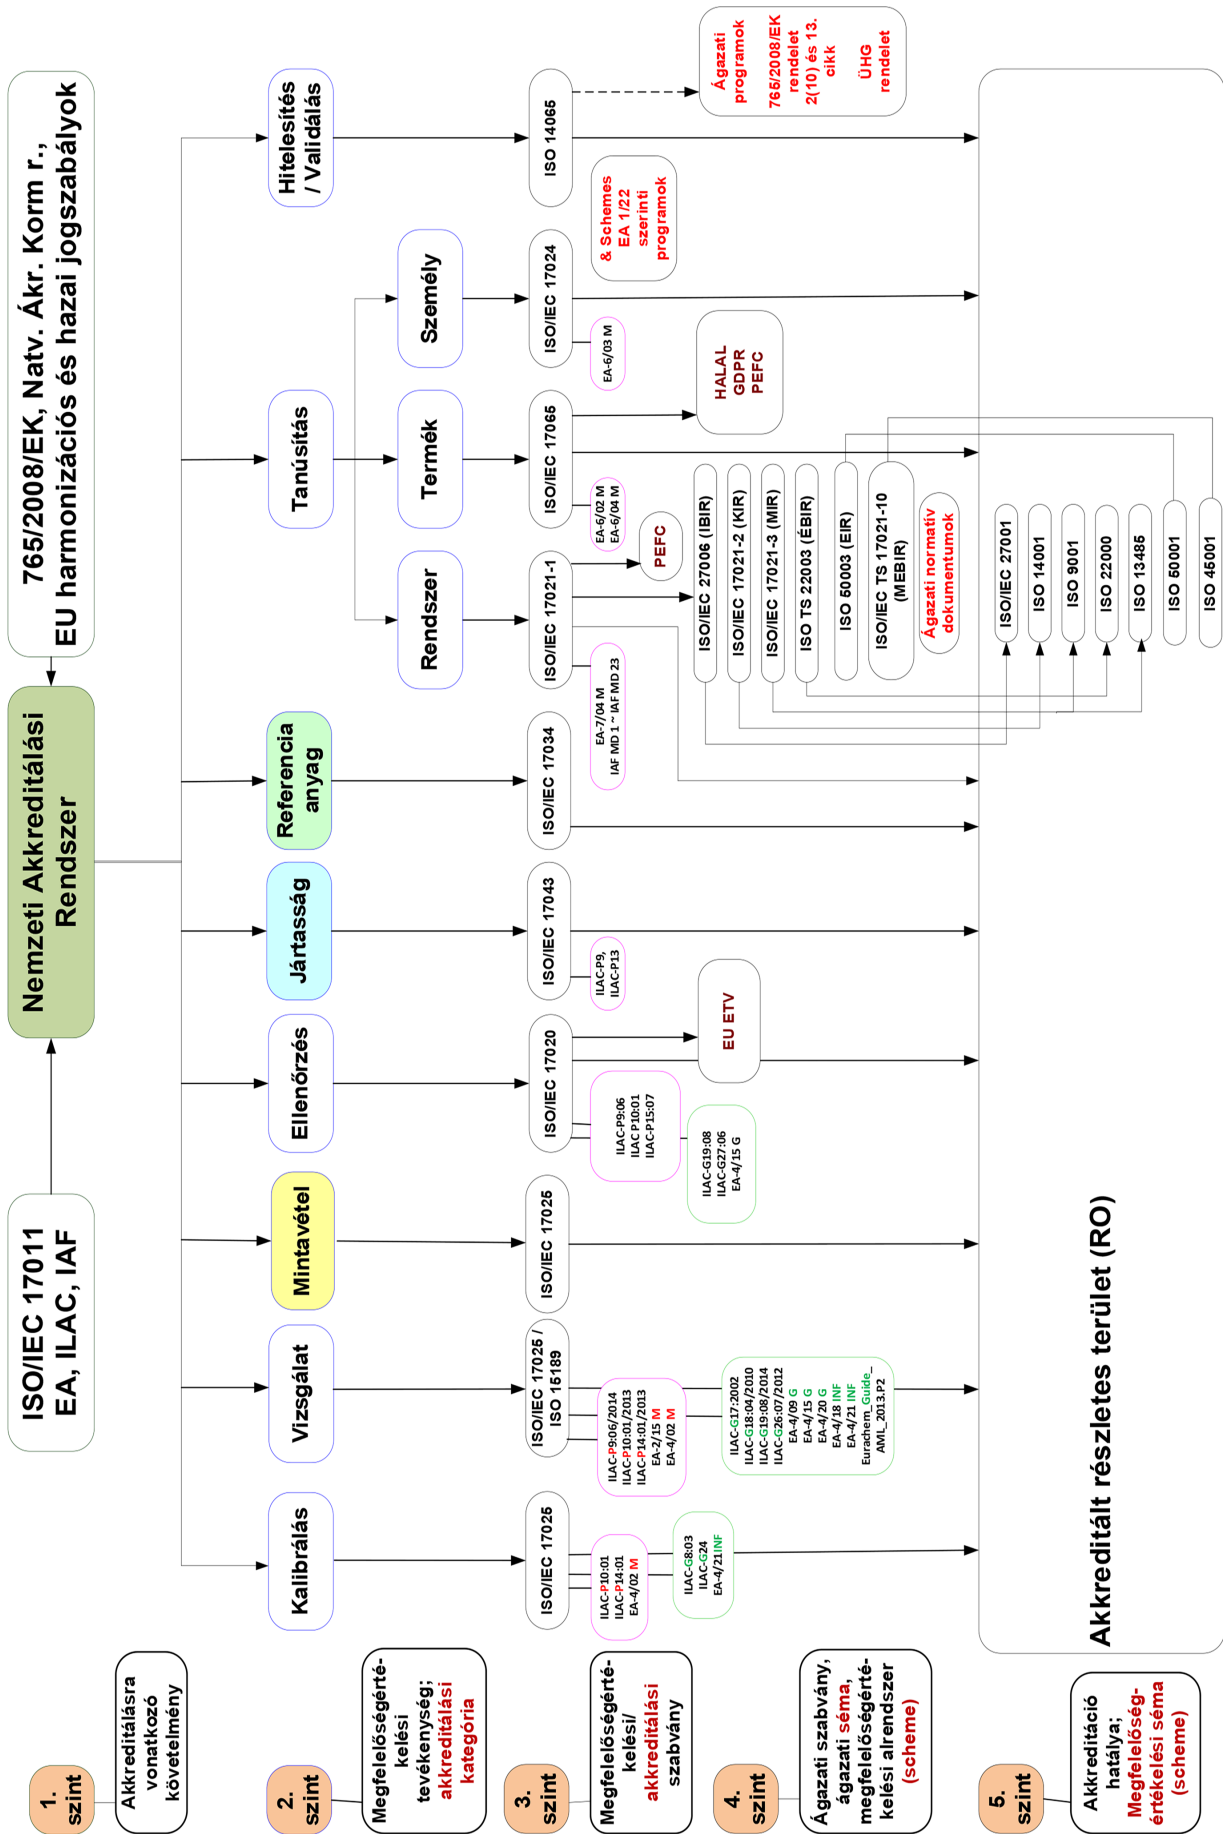 1.
szint
Akkreditálásra
vonatkozó
követelmény
ISO/IEC 17011
EA, ILAC, IAF
Nemzeti Akkreditálási
Rendszer
765/2008/EK, Natv. Ákr. Korm r.,
EU harmonizációs és hazai jogszabályok
2.
szint
Megfelelőségérté-
kelési
tevékenység;
akkreditálási
kategória
Kalibrálás
Vizsgálat
Mintavétel
Ellenőrzés
Jártasság
Referencia
anyag
Tanúsítás
Hitelesítés
/ Validálás
Rendszer
Termék
Személy
3.
szint
Megfelelőségérté-
kelési/
akkreditálási
szabvány
ISO/IEC 17025
ISO/IEC 17025 /
ISO 15189
ISO/IEC 17025
ISO/IEC 17020
ISO/IEC 17043
ISO/IEC 17034
ISO/IEC 17021-1
ISO/IEC 17065
ISO/IEC 17024
ISO 14065
ILAC-P10:01
ILAC-P14:01
EA-4/02 M
ILAC-P9:06/2014
ILAC-P10:01/2013
ILAC-P14:01/2013
EA-2/15 M
EA-4/02 M
ILAC-P9:06
ILAC P10:01
ILAC-P15:07
ILAC-P9,
ILAC-P13
EA-7/04 M
IAF MD 1 ~ IAF MD 23
EA-6/02 M
EA-6/04 M
EA-6/03 M
& Schemes
EA 1/22
szerinti
programok
4.
szint
Ágazati szabvány,
ágazati séma,
megfelelőségérté-
kelési alrendszer
(scheme)
ILAC-G8:03
ILAC-G24
EA-4/21INF
ILAC-G17:2002
ILAC-G18:04/2010
ILAC-G19:08/2014
ILAC-G26:07/2012
EA-4/09 G
EA-4/15 G
EA-4/20 G
EA-4/18 INF
EA-4/21 INF
Eurachem_Guide_
AML_2013.P2
ILAC-G19:08
ILAC-G27:06
EA-4/15 G
EU ETV
PEFC
HALAL
GDPR
PEFC
Ágazati
programok
765/2008/EK
rendelet
2(10) és 13.
cikk
ÜHG
rendelet
ISO/IEC 27006 (IBIR)
ISO/IEC 17021-2 (KIR)
ISO/IEC 17021-3 (MIR)
ISO TS 22003 (ÉBIR)
ISO 50003 (EIR)
ISO/IEC TS 17021-10
(MEBIR)
Ágazati normatív
dokumentumok
5.
szint
Akkreditáció
hatálya;
Megfelelőség-
értékelési séma
(scheme)
Akkreditált részletes terület (RO)
ISO/IEC 27001
ISO 14001
ISO 9001
ISO 22000
ISO 13485
ISO 50001
ISO 45001